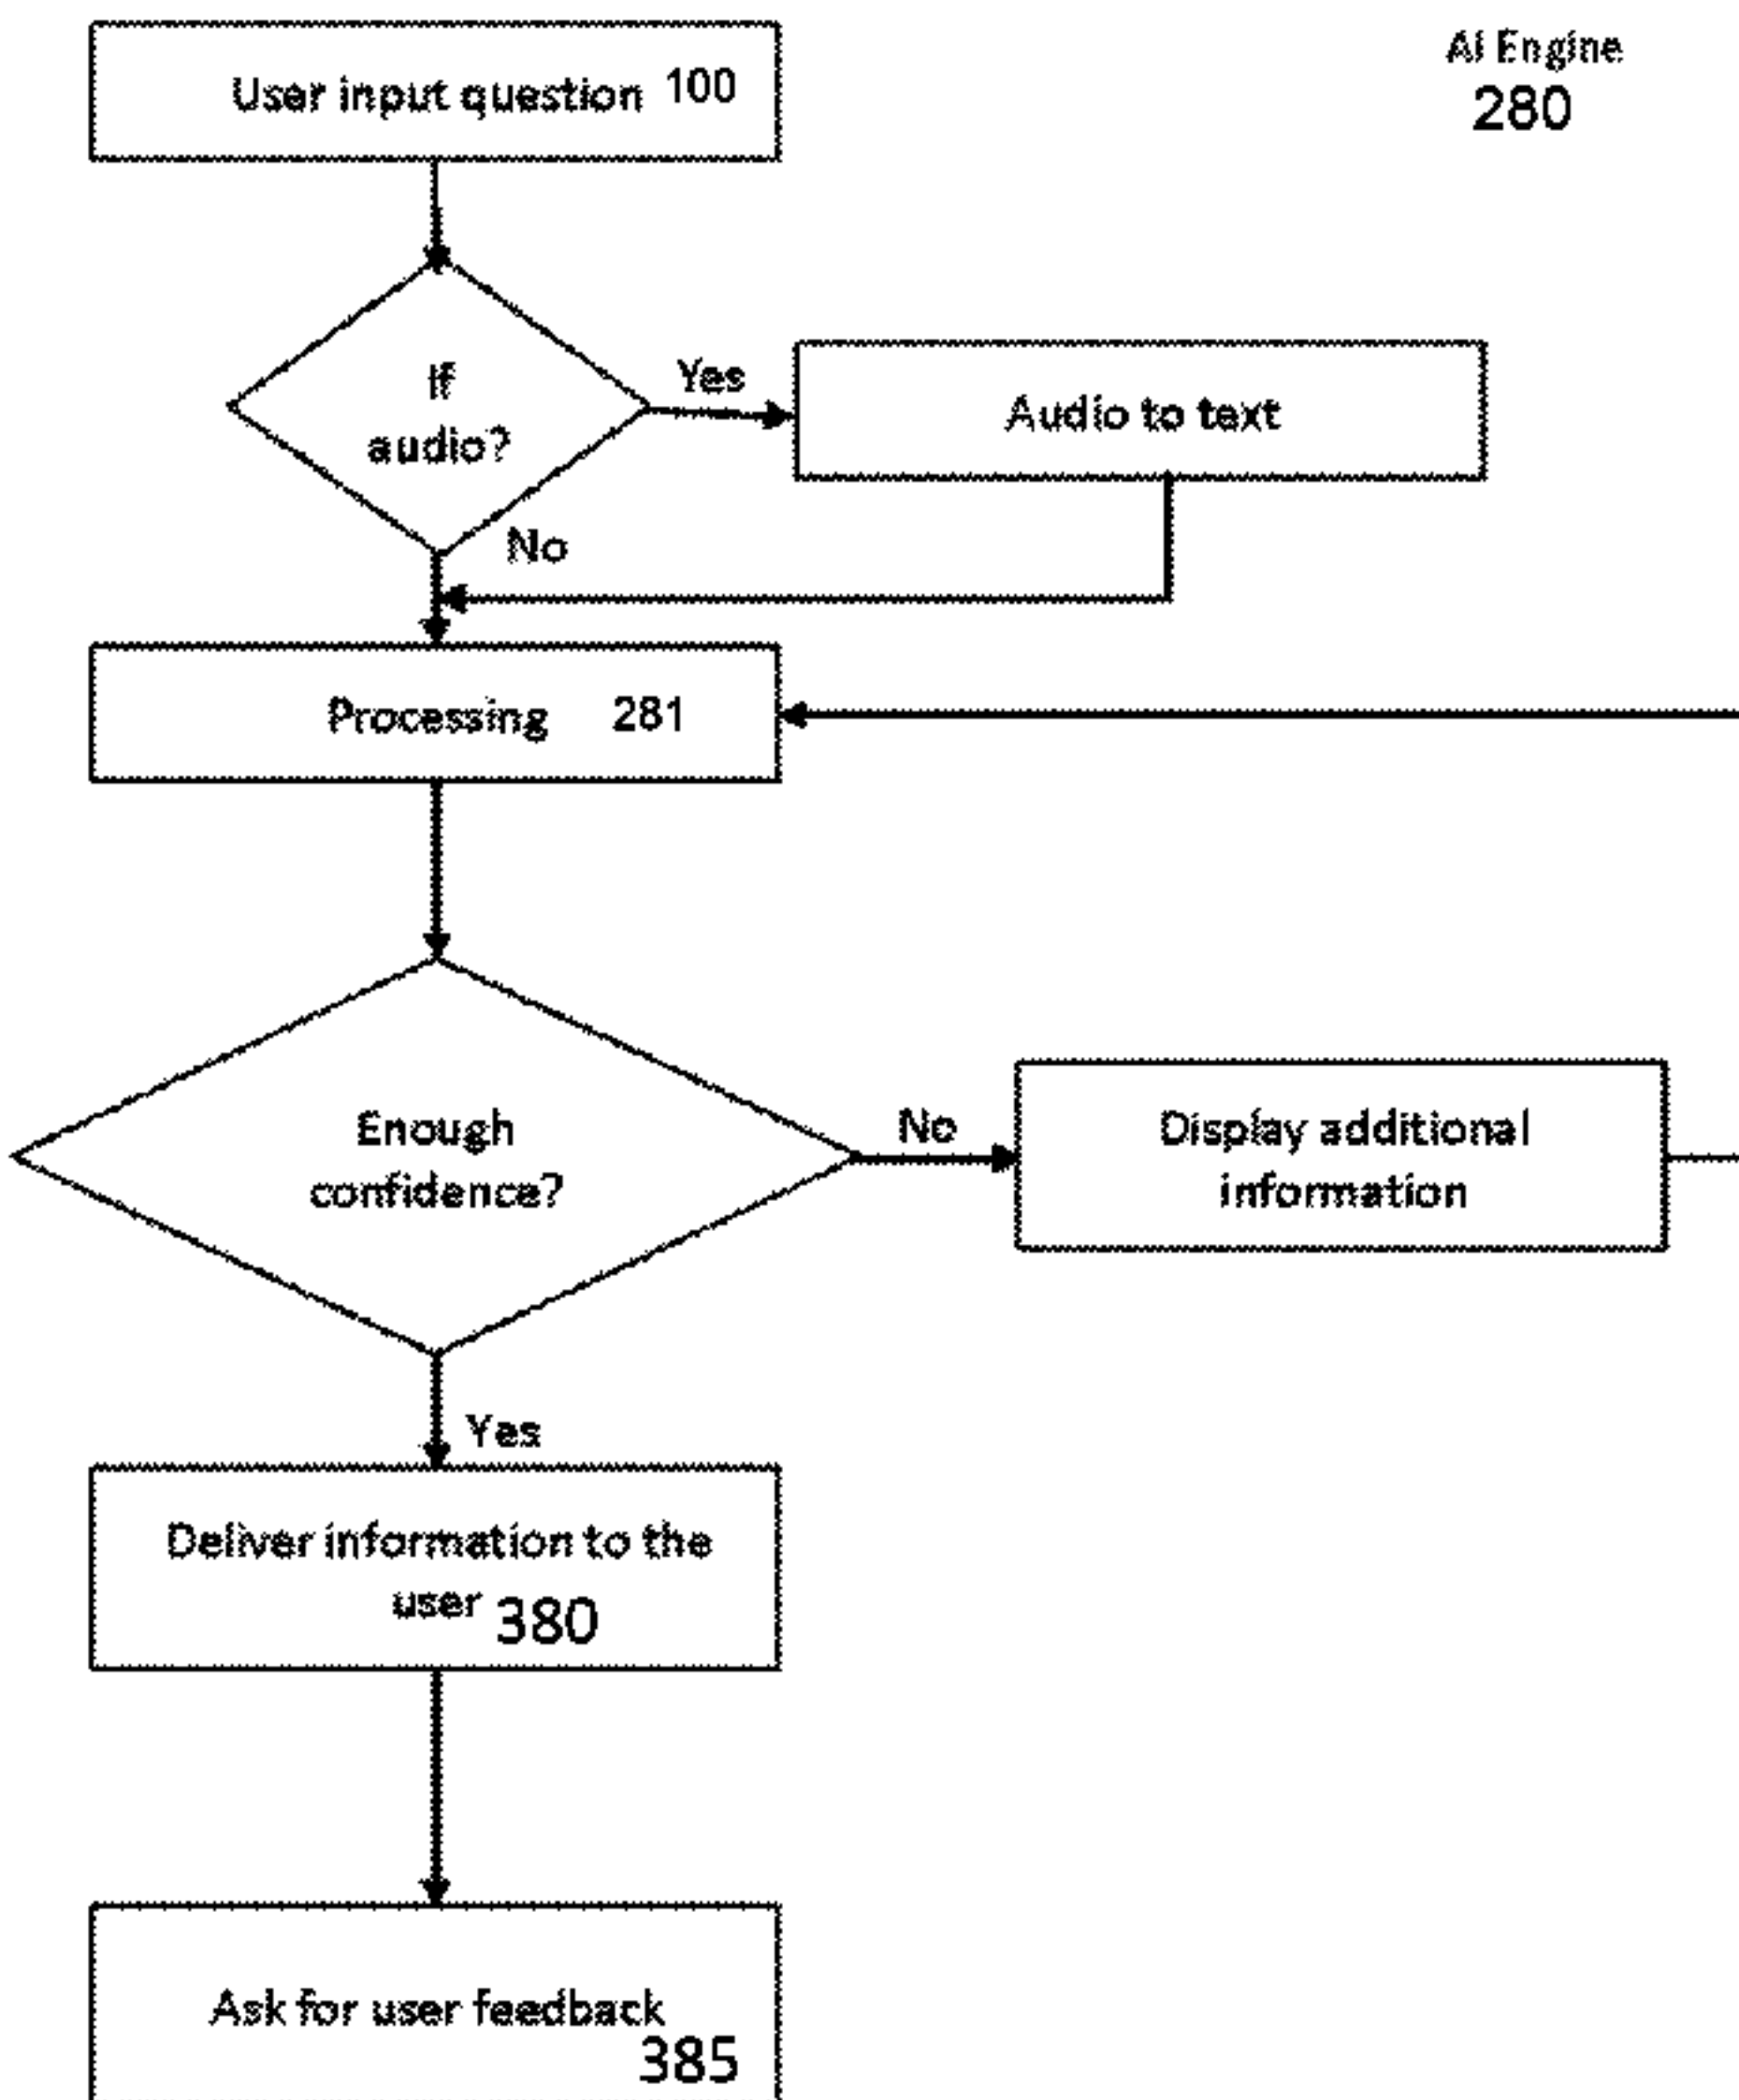 AI Engine
280
User input question 100
If
audio?
Yes
Audio to text
No
Processing 281
Enough
confidence?
No
Display additional
information
Yes
Deliver information to the
user 380
Ask for user feedback
385